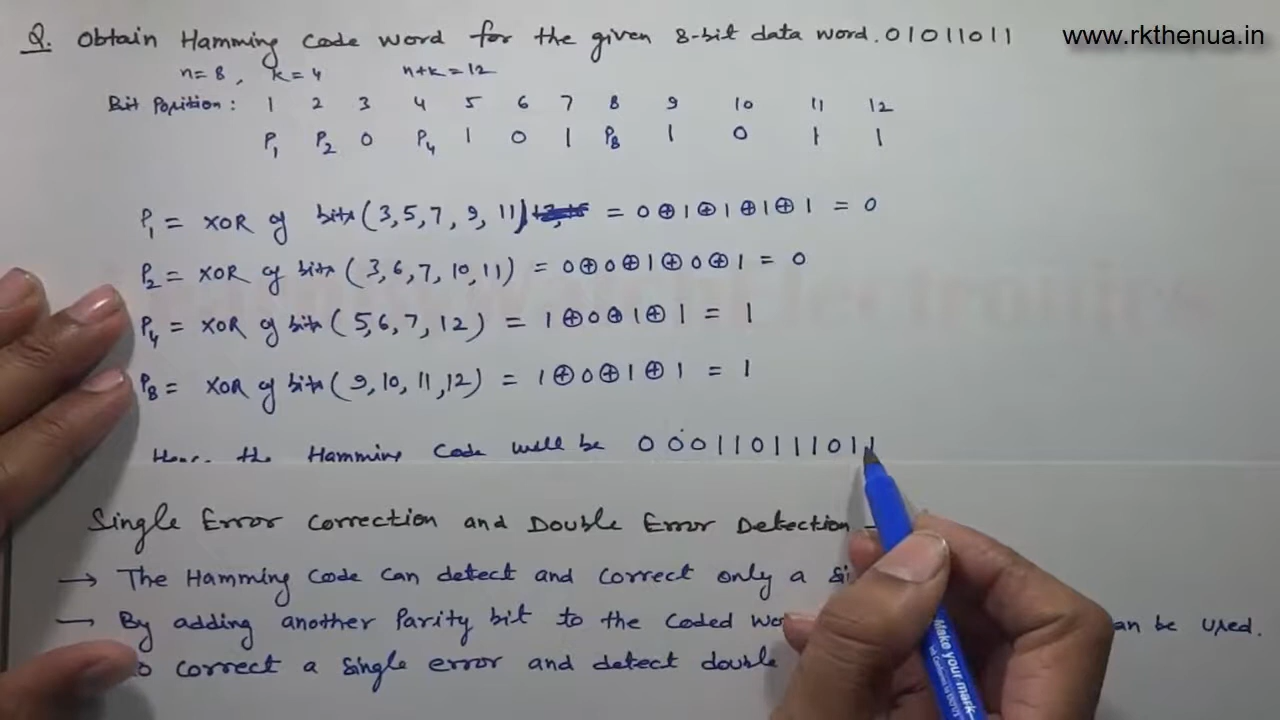 www.rkthenua.in
Q. Obtain Hamming Code word for the given 8-bit data word. 01011011
n=8, k=4 n+k=12
Bit Position: 1 2 3 4 5 6 7 8 9 10 11 12
P1 P2 0 P4 1 0 1 P8 1 0 1 1
P1 = XOR of bits (3,5,7,9,11) = 0⊕1⊕1⊕1⊕1 = 0
P2 = XOR of bits (3,6,7,10,11) = 0⊕0⊕1⊕0⊕1 = 0
P4 = XOR of bits (5,6,7,12) = 1⊕0⊕1⊕1 = 1
P8 = XOR of bits (9,10,11,12) = 1⊕0⊕1⊕1 = 1
the Hamming Code will be 000110111011
Single Error Correction and Double Error Detection -
→ The Hamming Code can detect and correct only a
→ By adding another Parity bit to the coded be used.
correct a single error and detect double
Make your mark